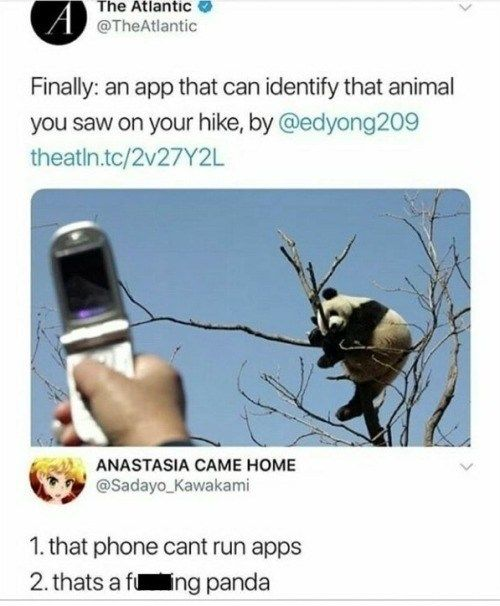 The Atlantic
@TheAtlantic
Finally: an app that can identify that animal
you saw on your hike, by @edyong209
theatln.tc/2v27Y2L
ANASTASIA CAME HOME
@Sadayo_Kawakami
1. that phone cant run apps
2. thats a fu ing panda